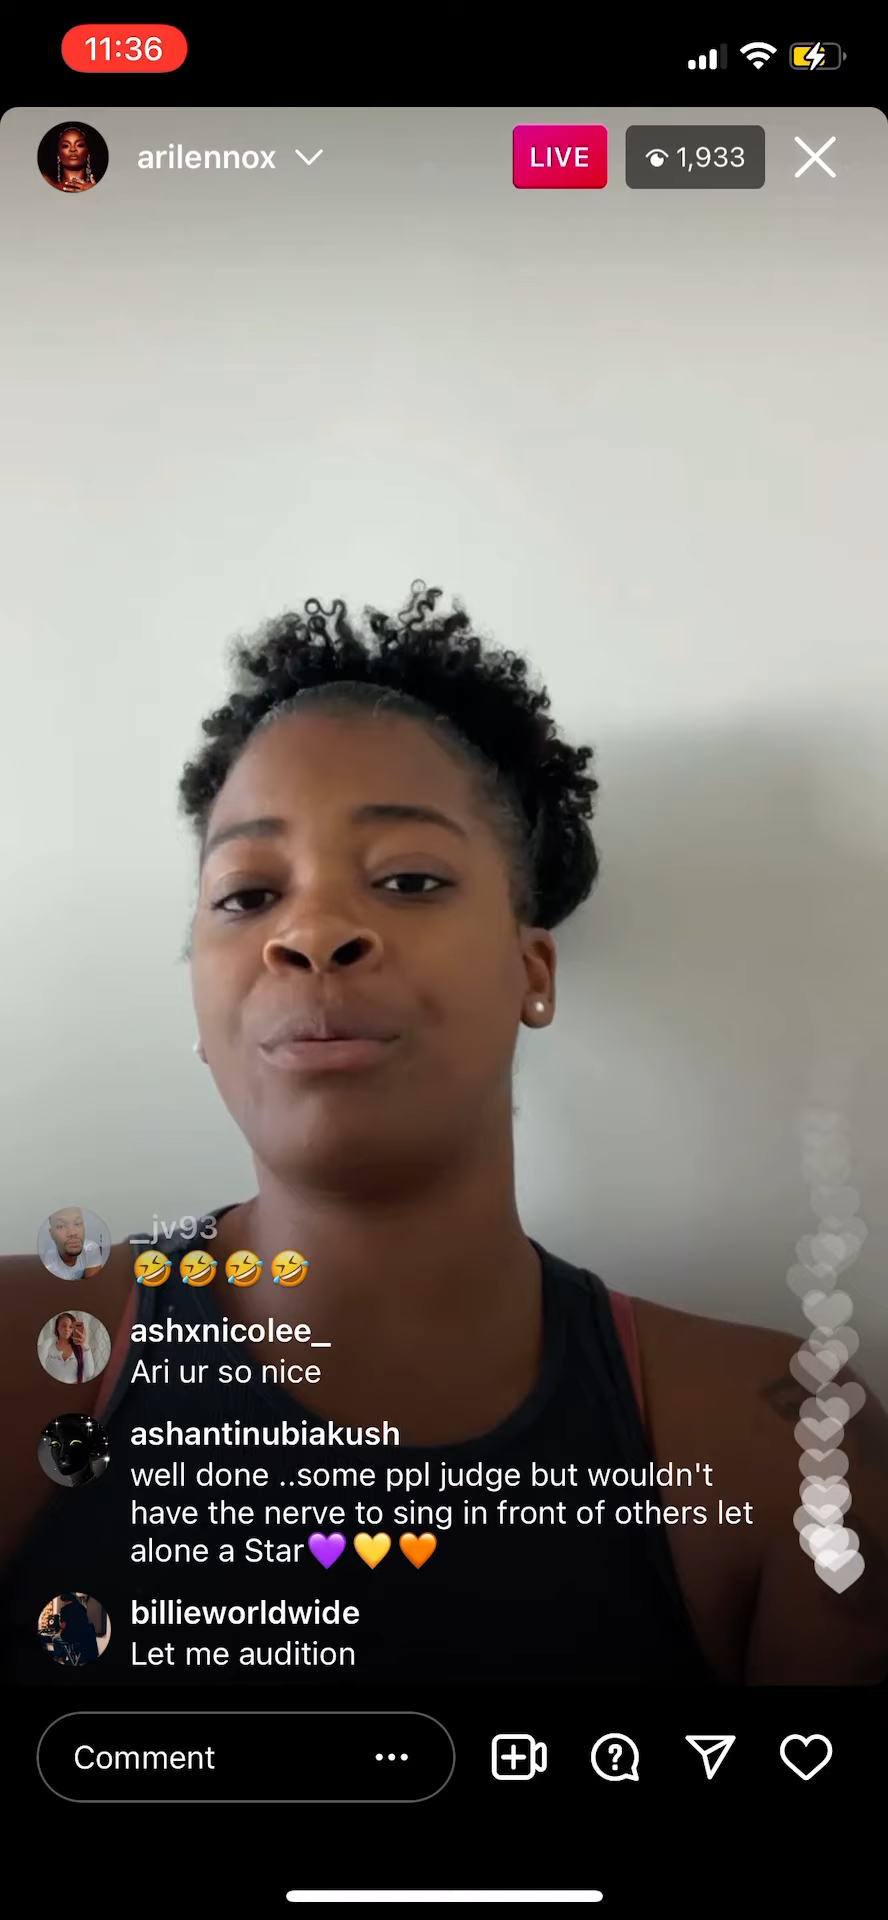 11:36
arilennox
LIVE
1,933
_jv93
🤣🤣🤣🤣
ashxnicolee_
Ari ur so nice
ashantinubiakush
well done ..some ppl judge but wouldn't
have the nerve to sing in front of others let
alone a Star💜💛🧡
billieworldwide
Let me audition
Comment